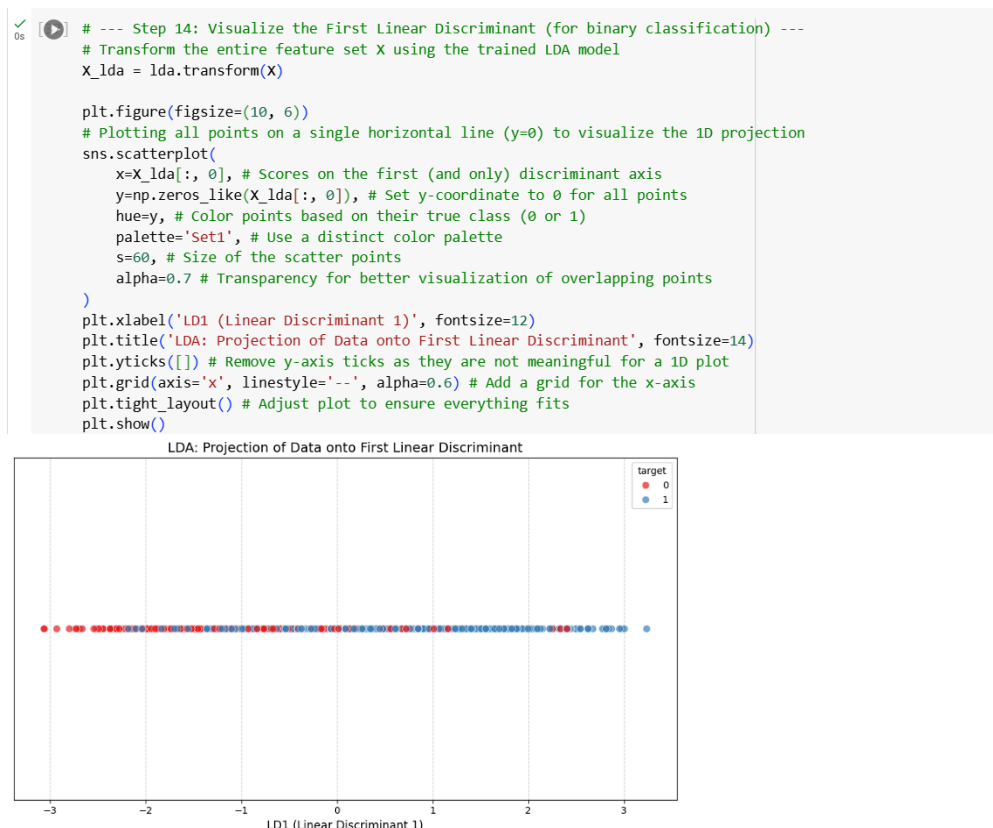 0s
# --- Step 14: Visualize the First Linear Discriminant (for binary classification) ---
# Transform the entire feature set X using the trained LDA model
X_lda = lda.transform(X)
plt.figure(figsize=(10, 6))
# Plotting all points on a single horizontal line (y=0) to visualize the 1D projection
sns.scatterplot(
x=X_lda[:, 0], # Scores on the first (and only) discriminant axis
y=np.zeros_like(X_lda[:, 0]), # Set y-coordinate to 0 for all points
hue=y, # Color points based on their true class (0 or 1)
palette='Set1', # Use a distinct color palette
s=60, # Size of the scatter points
alpha=0.7 # Transparency for better visualization of overlapping points
)
plt.xlabel('LD1 (Linear Discriminant 1)', fontsize=12)
plt.title('LDA: Projection of Data onto First Linear Discriminant', fontsize=14)
plt.yticks([]) # Remove y-axis ticks as they are not meaningful for a 1D plot
plt.grid(axis='x', linestyle='--', alpha=0.6) # Add a grid for the x-axis
plt.tight_layout() # Adjust plot to ensure everything fits
plt.show()
LDA: Projection of Data onto First Linear Discriminant
target
0
1
−3 −2 −1 0 1 2 3
LD1 (Linear Discriminant 1)